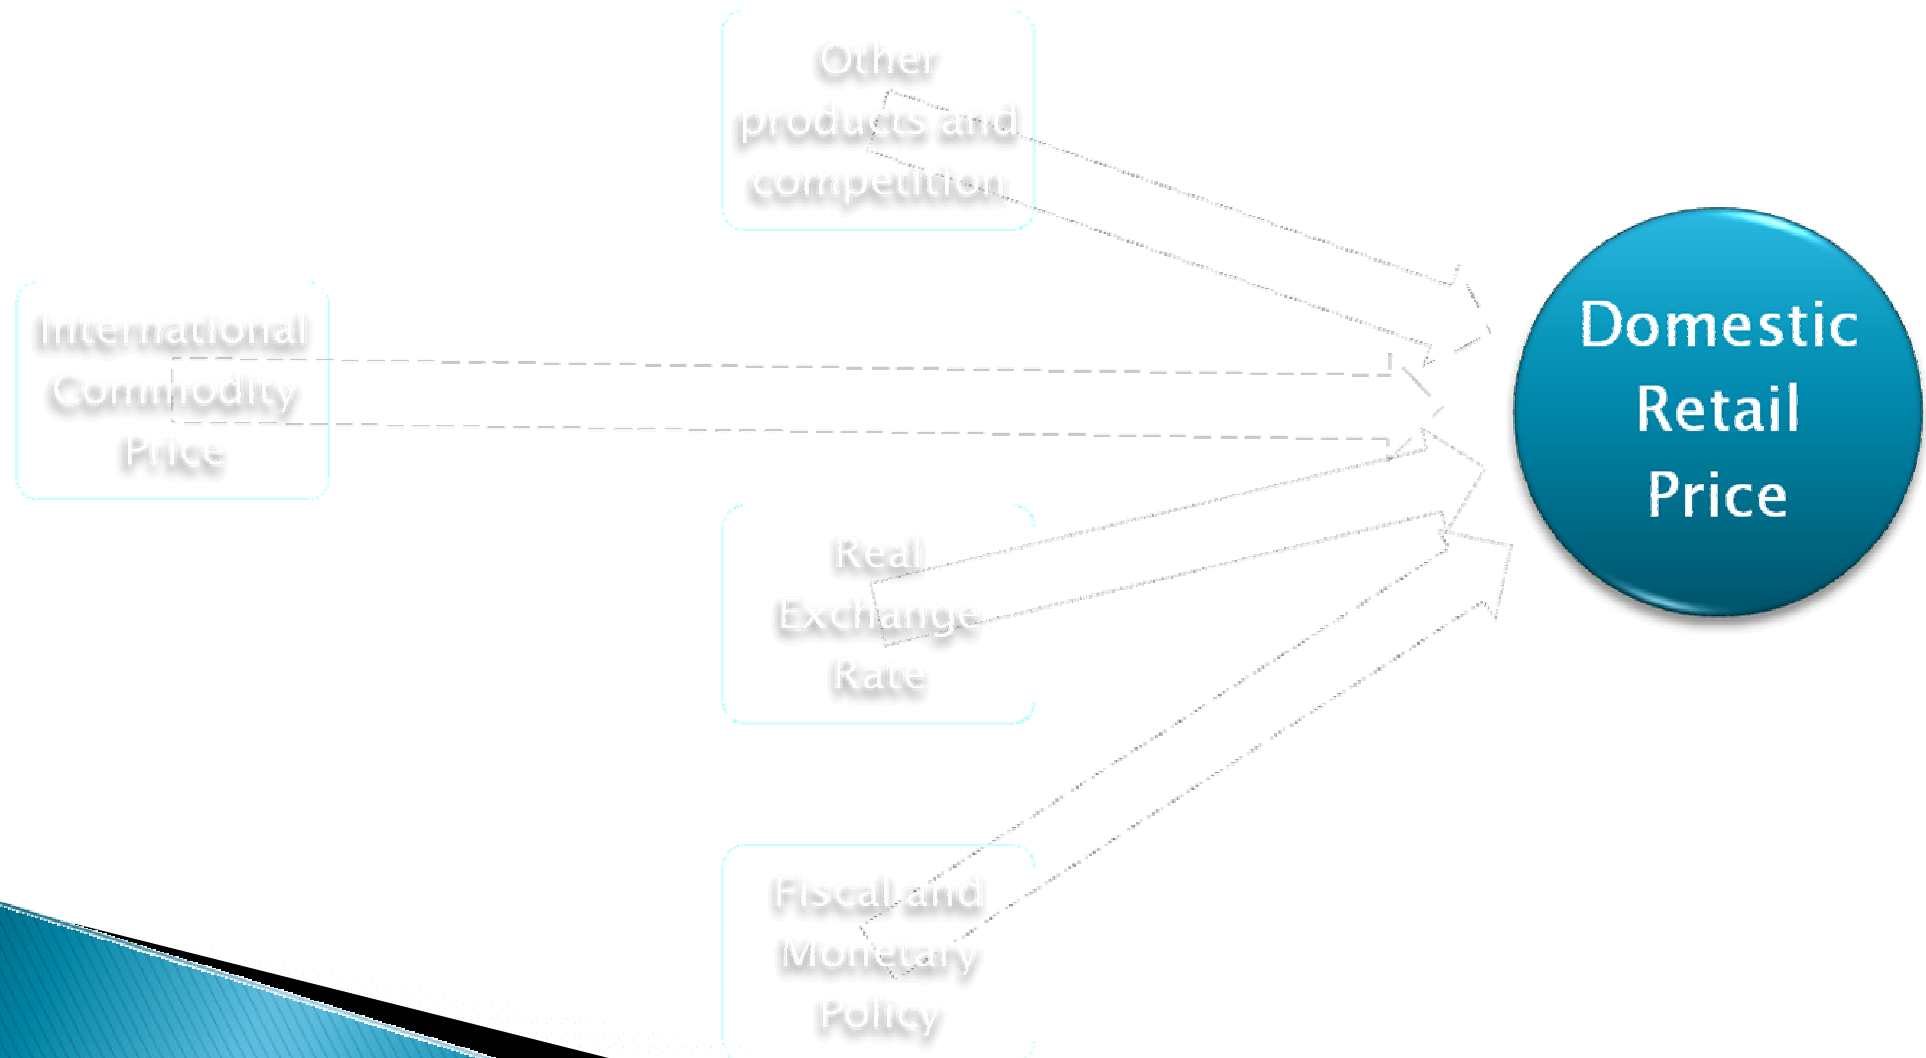 Other
products and
competition
International
Commodity
Price
Real
Exchange
Rate
Fiscal and
Monetary
Policy
Domestic
Retail
Price